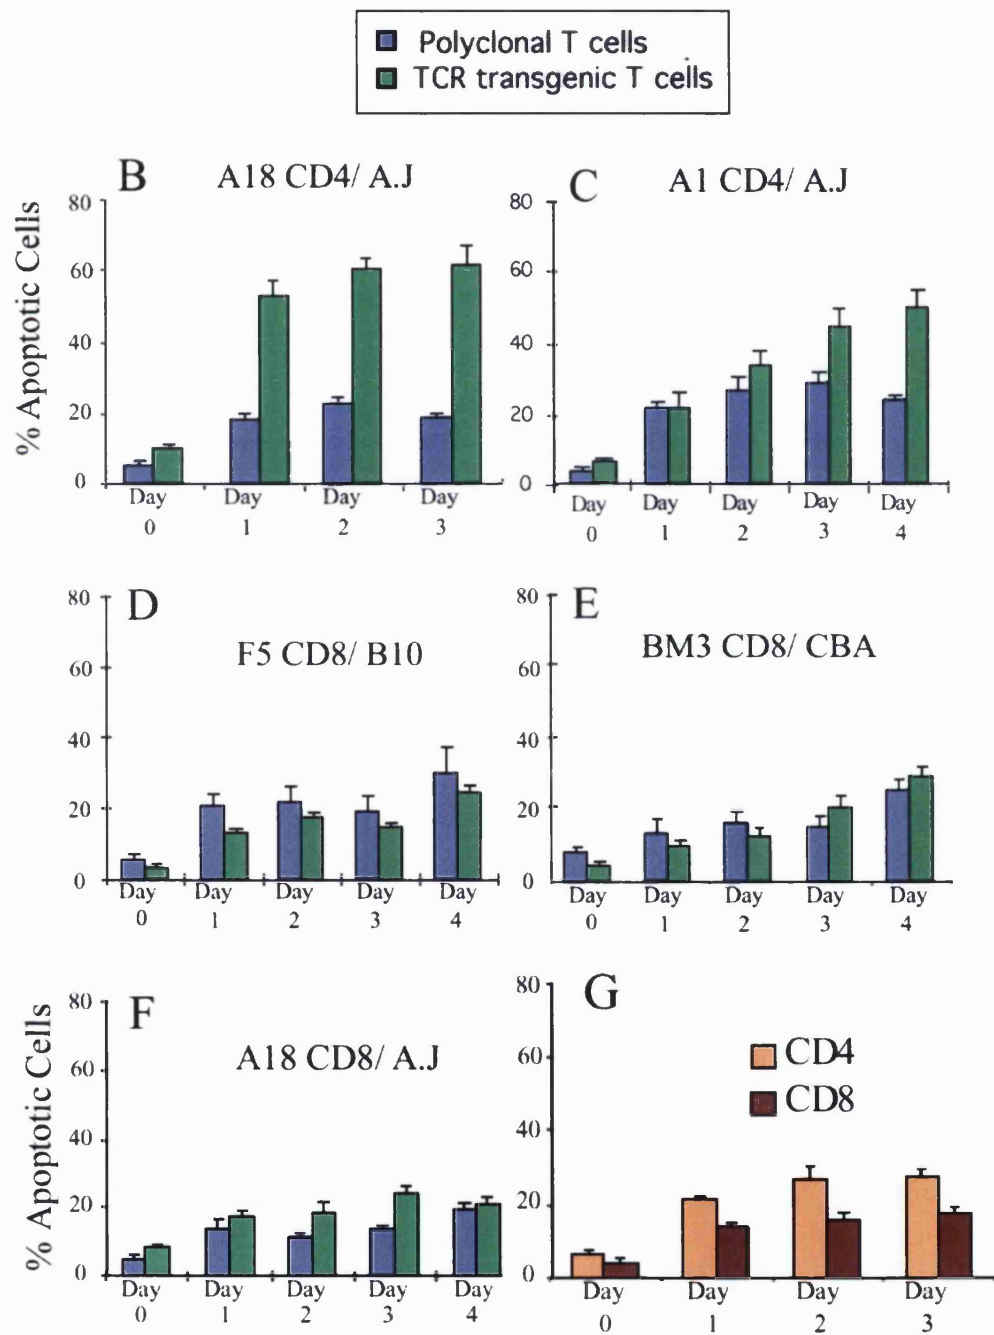 Polyclonal T cells
TCR transgenic T cells
B
A18 CD4/ A.J
% Apoptotic Cells
80
60
40
20
0
Day Day Day Day
0 1 2 3
C
A1 CD4/ A.J
80
60
40
20
0
Day Day Day Day Day
0 1 2 3 4
D
F5 CD8/ B10
80
60
40
20
0
Day Day Day Day Day
0 1 2 3 4
E
BM3 CD8/ CBA
80
60
40
20
0
Day Day Day Day Day
0 1 2 3 4
F
A18 CD8/ A.J
% Apoptotic Cells
80
60
40
20
0
Day Day Day Day Day
0 1 2 3 4
G
CD4
CD8
80
60
40
20
0
Day Day Day Day
0 1 2 3